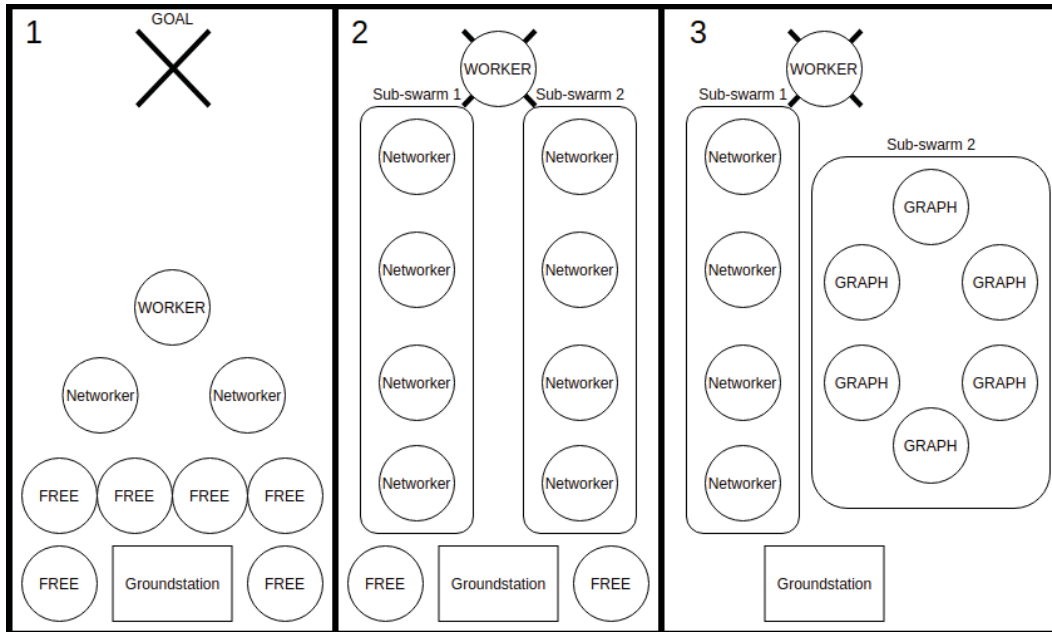 1
GOAL
WORKER
Networker
Networker
FREE
FREE
FREE
FREE
FREE
Groundstation
FREE
2
WORKER
Sub-swarm 1
Sub-swarm 2
Networker
Networker
Networker
Networker
Networker
Networker
Networker
Networker
FREE
Groundstation
FREE
3
WORKER
Sub-swarm 1
Networker
Networker
Networker
Networker
Sub-swarm 2
GRAPH
GRAPH
GRAPH
GRAPH
GRAPH
GRAPH
Groundstation